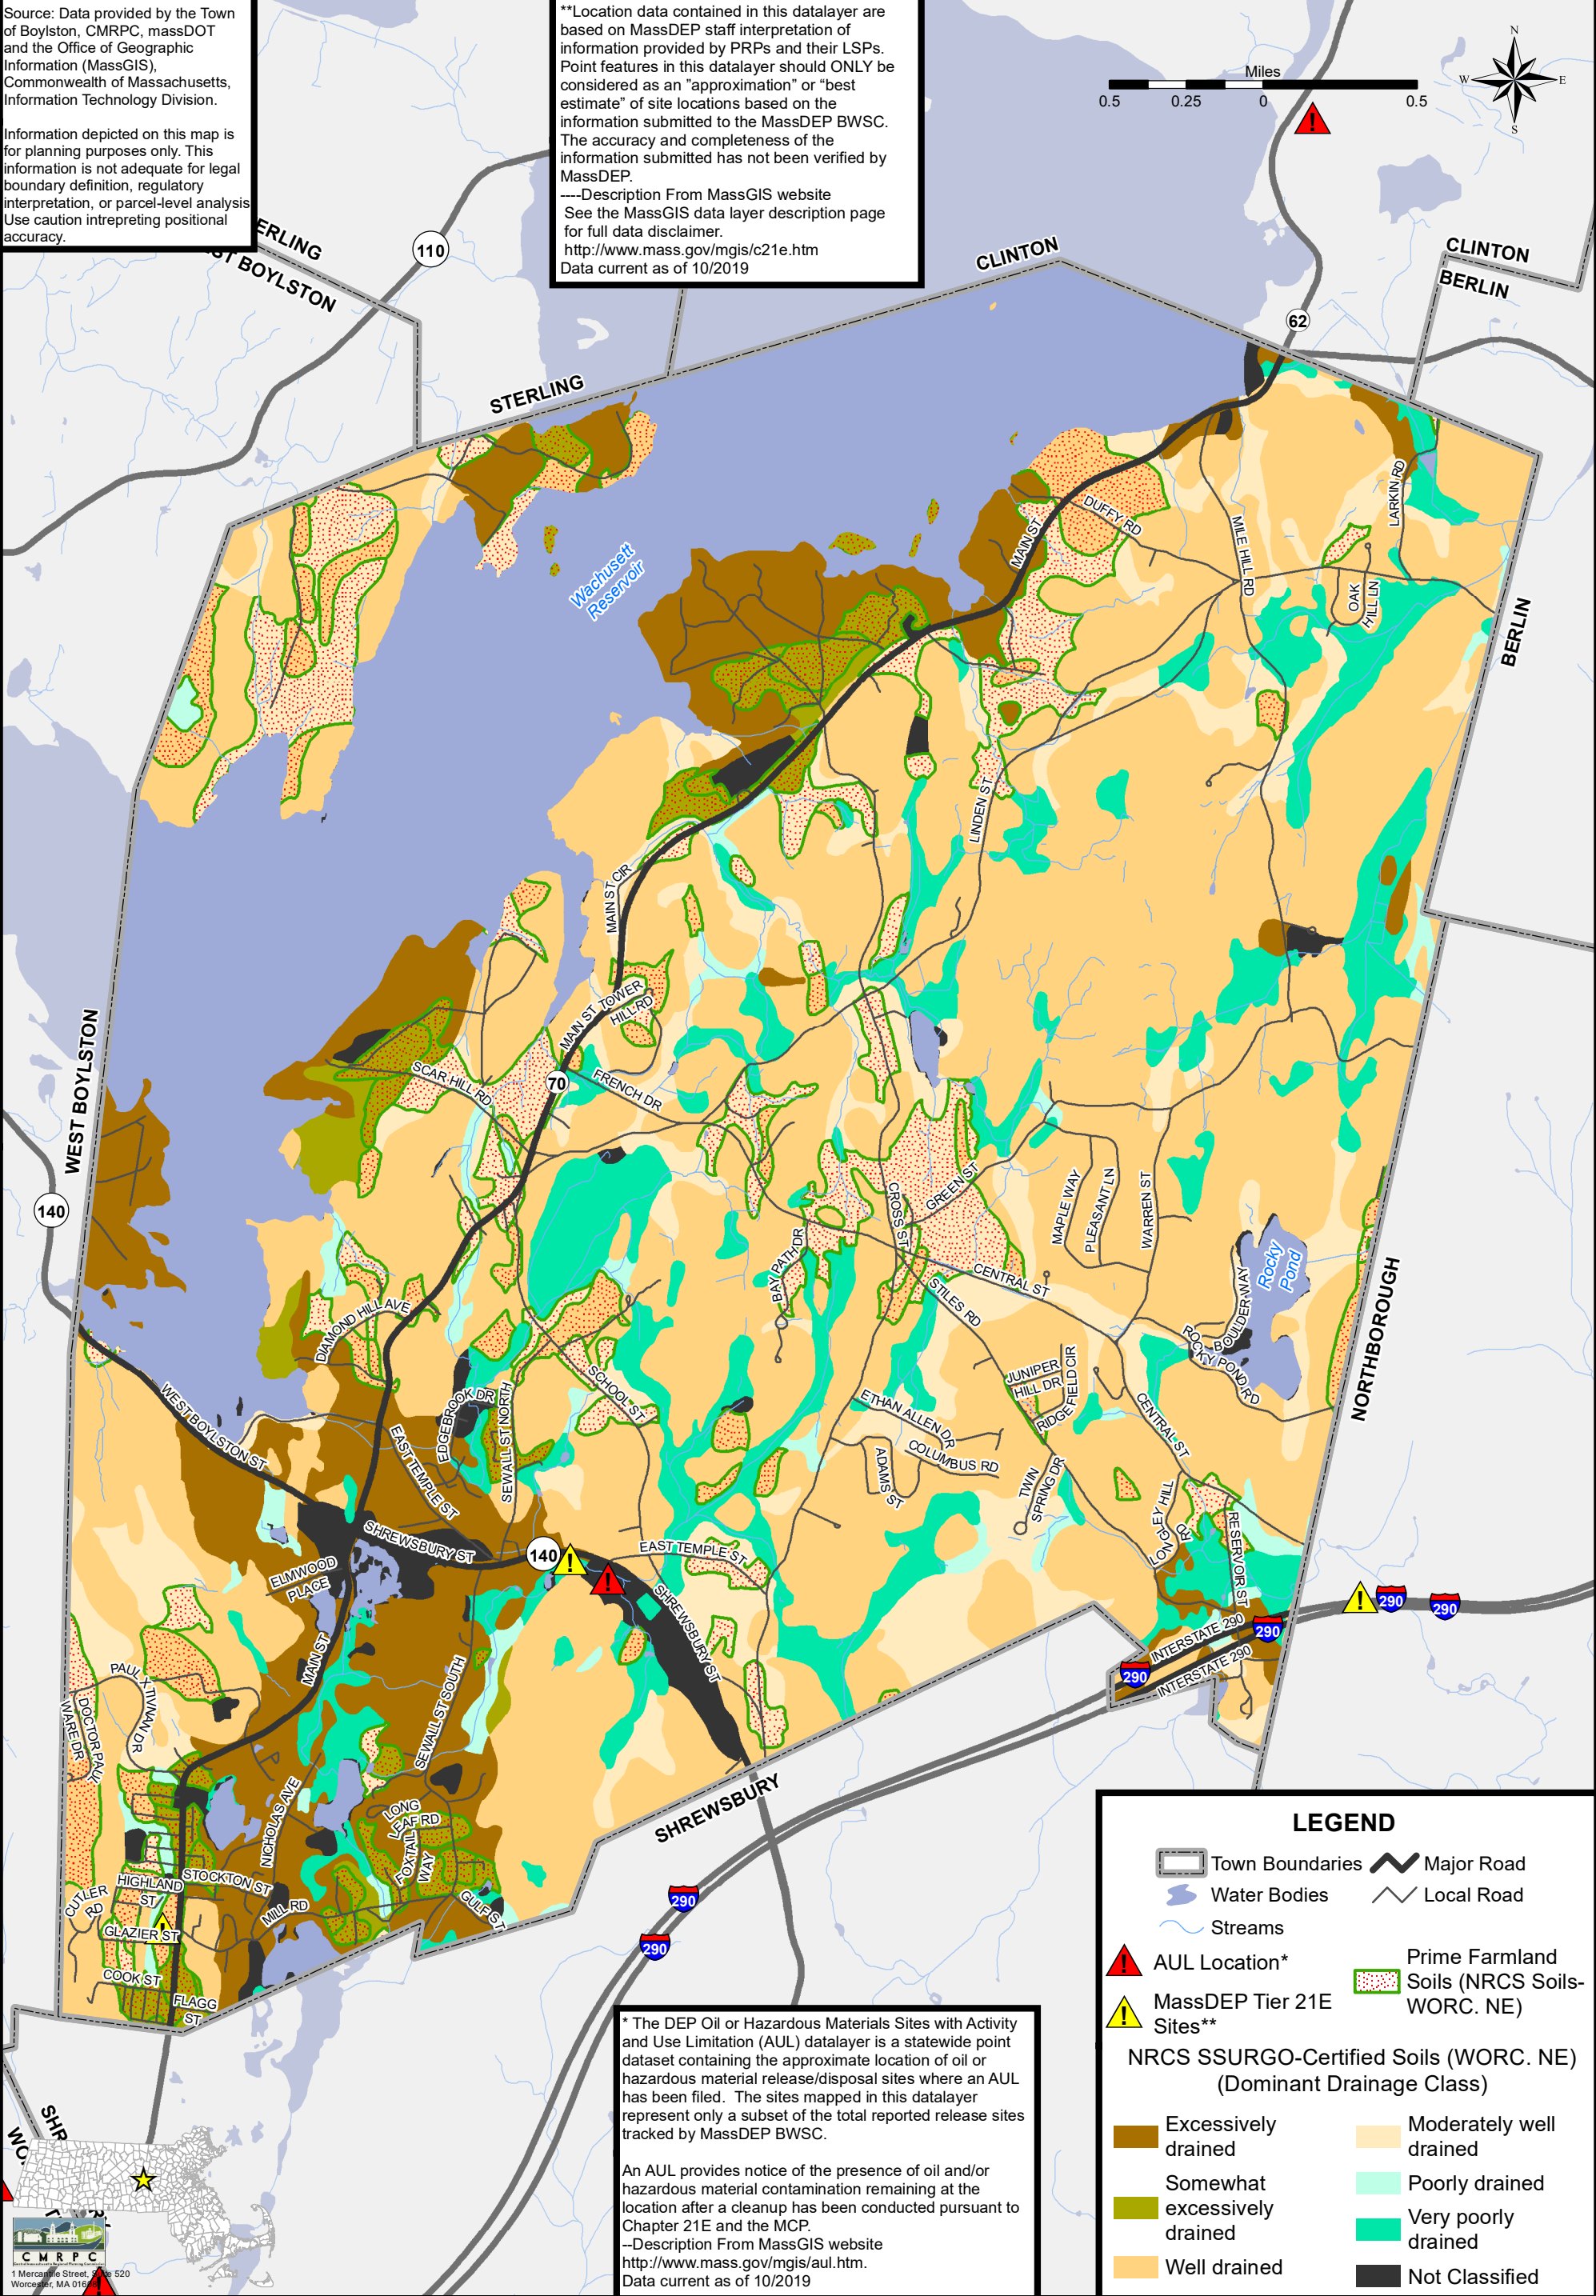 Source: Data provided by the Town
of Boylston, CMRPC, massDOT
and the Office of Geographic
Information (MassGIS),
Commonwealth of Massachusetts,
Information Technology Division.
Information depicted on this map is
for planning purposes only. This
information is not adequate for legal
boundary definition, regulatory
interpretation, or parcel-level analysis
Use caution intrepreting positional
accuracy.
**Location data contained in this datalayer are
based on MassDEP staff interpretation of
information provided by PRPs and their LSPs.
Point features in this datalayer should ONLY be
considered as an "approximation" or “best
estimate” of site locations based on the
information submitted to the MassDEP BWSC.
The accuracy and completeness of the
information submitted has not been verified by
MassDEP.
----Description From MassGIS website
See the MassGIS data layer description page
for full data disclaimer.
http://www.mass.gov/mgis/c21e.htm
Data current as of 10/2019
Miles
0.5 0.25 0 0.5
N
W E
S
ERLING
ST BOYLSTON
110
CLINTON
CLINTON
BERLIN
62
STERLING
Wachusett
Reservoir
MAIN ST
DUFFY RD
MILE HILL RD
LARKIN RD
OAK
HILL LN
BERLIN
LINDEN ST
MAIN ST CIR
MAIN ST
TOWER
HILL RD
WEST BOYLSTON
SCAR HILL RD
70
FRENCH DR
140
CROSS ST
GREEN ST
MAPLE WAY
PLEASANT LN
WARREN ST
BAY PATH DR
CENTRAL ST
STILES RD
Rocky
Pond
BOULDER WAY
ROCKY POND RD
NORTHBOROUGH
DIAMOND HILL AVE
WEST BOYLSTON ST
EDGEBROOK DR
SEWALL ST NORTH
SCHOOL ST
EAST TEMPLE ST
JUNIPER
HILL DR
RIDGEFIELD CIR
ETHAN ALLEN DR
COLUMBUS RD
ADAMS ST
TWIN
SPRING DR
CENTRAL ST
LONGLEY HILL
RD
RESERVOIR ST
SHREWSBURY ST
140
EAST TEMPLE ST
SHREWSBURY ST
ELMWOOD
PLACE
MAIN ST
290
290
INTERSTATE 290
290
290
INTERSTATE 290
PAUL X TIVNAN DR
DOCTOR PAUL
WARE DR
SEWALL ST SOUTH
NICHOLAS AVE
LONG
LEAF RD
FOXTAIL
WAY
SHREWSBURY
HIGHLAND
ST
STOCKTON ST
CUTLER
RD
MILL RD
GULF ST
GLAZIER ST
COOK ST
FLAGG
ST
290
290
LEGEND
Town Boundaries
Major Road
Water Bodies
Local Road
Streams
AUL Location*
Prime Farmland
Soils (NRCS Soils-
WORC. NE)
MassDEP Tier 21E
Sites**
NRCS SSURGO-Certified Soils (WORC. NE)
(Dominant Drainage Class)
Excessively
drained
Moderately well
drained
Somewhat
excessively
drained
Poorly drained
Very poorly
drained
Well drained
Not Classified
* The DEP Oil or Hazardous Materials Sites with Activity
and Use Limitation (AUL) datalayer is a statewide point
dataset containing the approximate location of oil or
hazardous material release/disposal sites where an AUL
has been filed. The sites mapped in this datalayer
represent only a subset of the total reported release sites
tracked by MassDEP BWSC.
An AUL provides notice of the presence of oil and/or
hazardous material contamination remaining at the
location after a cleanup has been conducted pursuant to
Chapter 21E and the MCP.
--Description From MassGIS website
http://www.mass.gov/mgis/aul.htm.
Data current as of 10/2019
SHR
WO
CMRPC
1 Mercantile Street, Suite 520
Worcester, MA